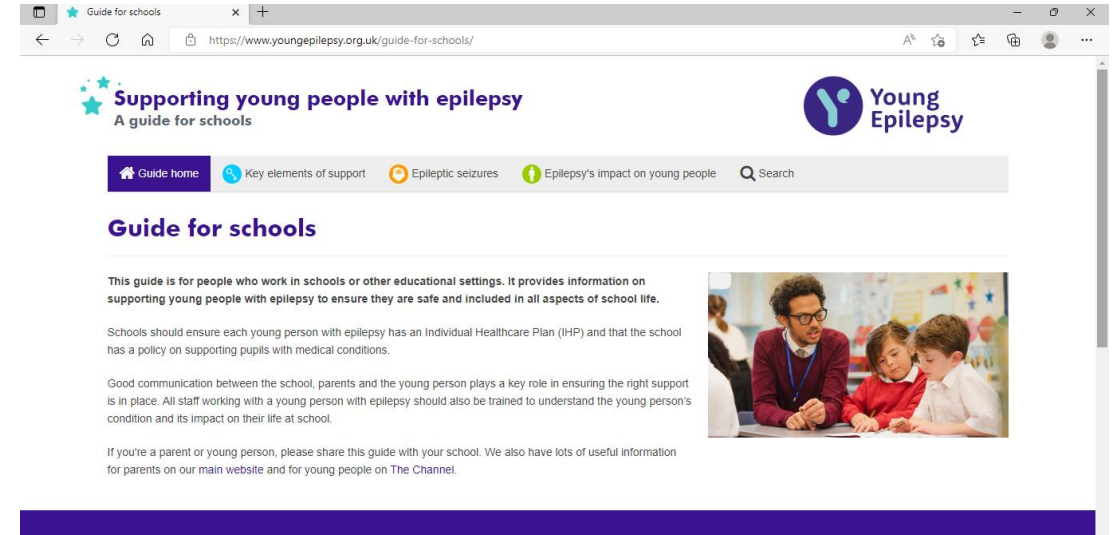 Guide for schools
https://www.youngepilepsy.org.uk/guide-for-schools/
Supporting young people with epilepsy
A guide for schools
Young
Epilepsy
Guide home Key elements of support Epileptic seizures Epilepsy's impact on young people Search
Guide for schools
This guide is for people who work in schools or other educational settings. It provides information on
supporting young people with epilepsy to ensure they are safe and included in all aspects of school life.
Schools should ensure each young person with epilepsy has an Individual Healthcare Plan (IHP) and that the school
has a policy on supporting pupils with medical conditions.
Good communication between the school, parents and the young person plays a key role in ensuring the right support
is in place. All staff working with a young person with epilepsy should also be trained to understand the young person's
condition and its impact on their life at school.
If you're a parent or young person, please share this guide with your school. We also have lots of useful information
for parents on our main website and for young people on The Channel.